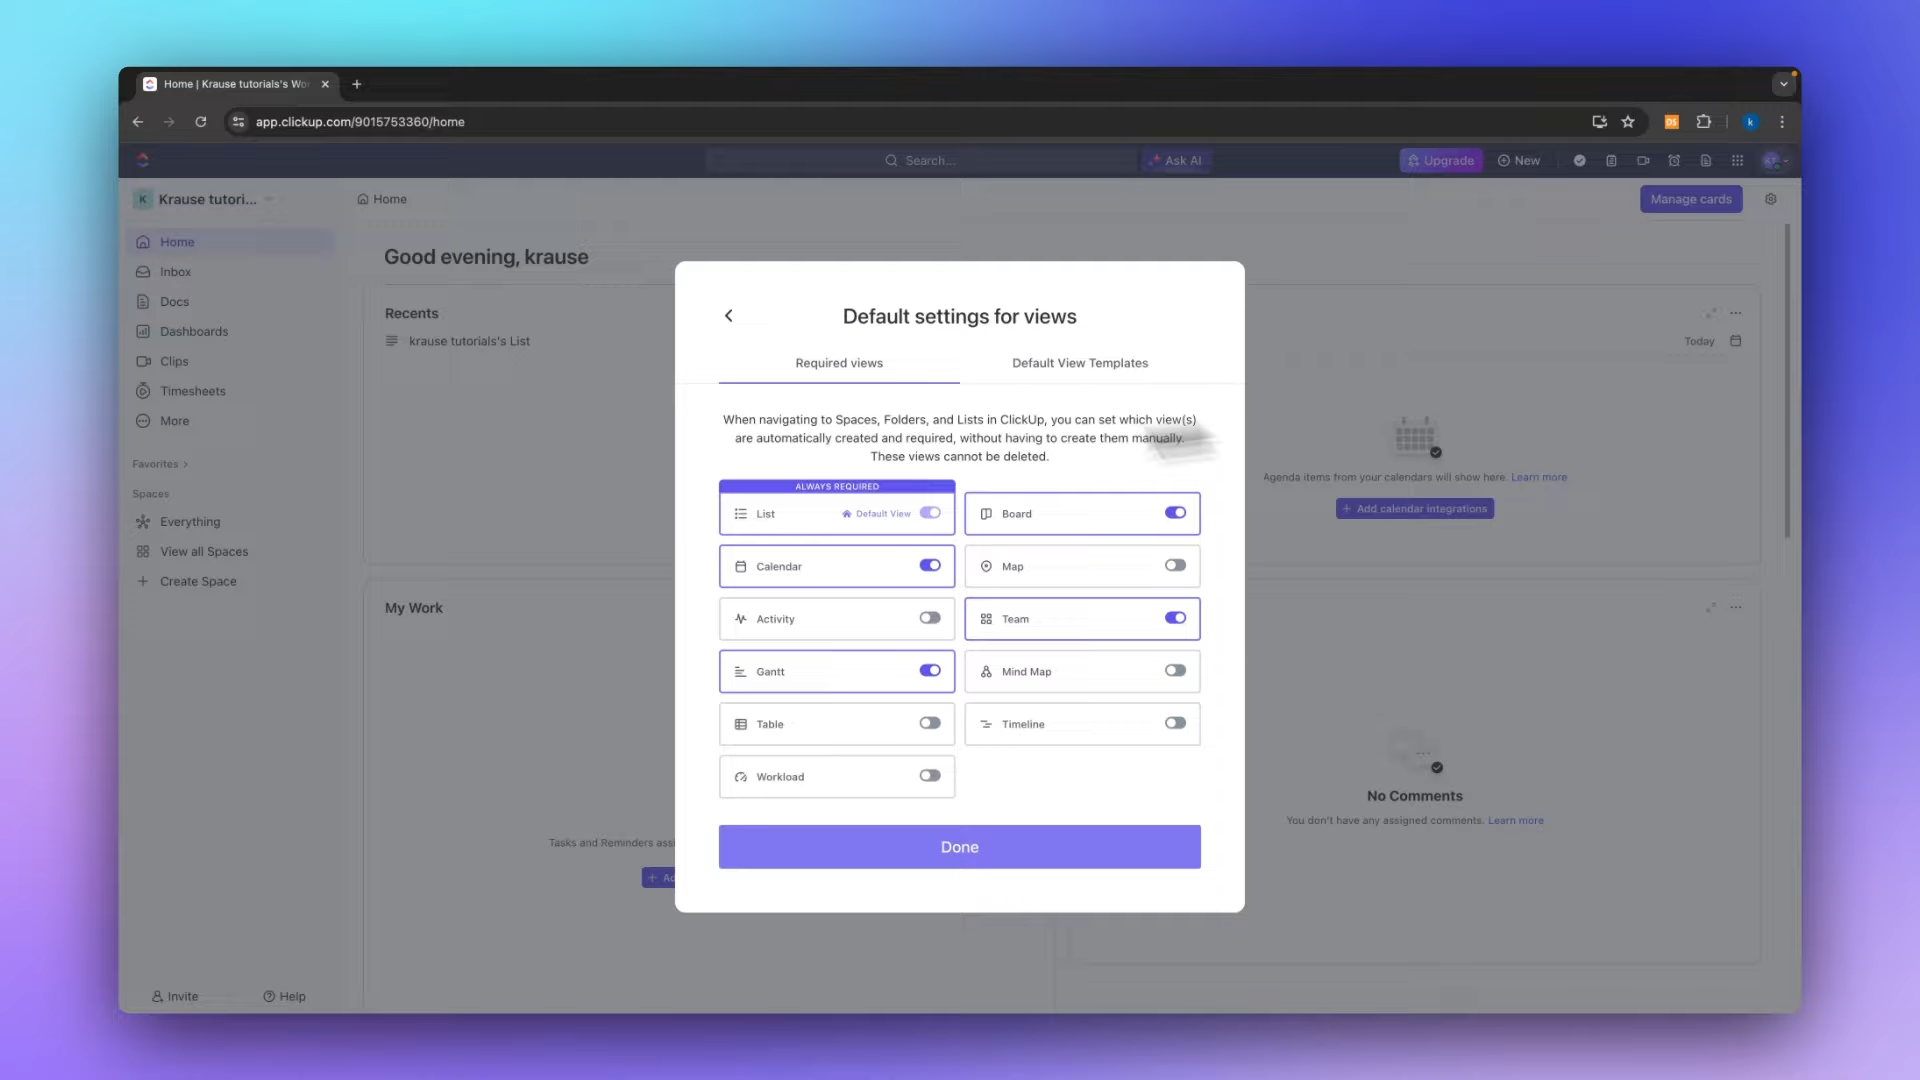 Home | Krause tutorials's Wo
app.clickup.com/9015753360/home
DS
k
Search...
Ask AI
Upgrade
New
KT
K Krause tutori...
Home
Manage cards
Home
Inbox
Docs
Dashboards
Clips
Timesheets
More
Favorites
Spaces
Everything
View all Spaces
Create Space
Invite
Help
Good evening, krause
Recents
krause tutorials's List
Today
Agenda items from your calendars will show here. Learn more
+ Add calendar integrations
My Work
Tasks and Reminders assi
+ Ad
No Comments
You don't have any assigned comments. Learn more
Default settings for views
Required views
Default View Templates
When navigating to Spaces, Folders, and Lists in ClickUp, you can set which view(s)
are automatically created and required, without having to create them manually.
These views cannot be deleted.
ALWAYS REQUIRED
List
Default View
Board
Calendar
Map
Activity
Team
Gantt
Mind Map
Table
Timeline
Workload
Done